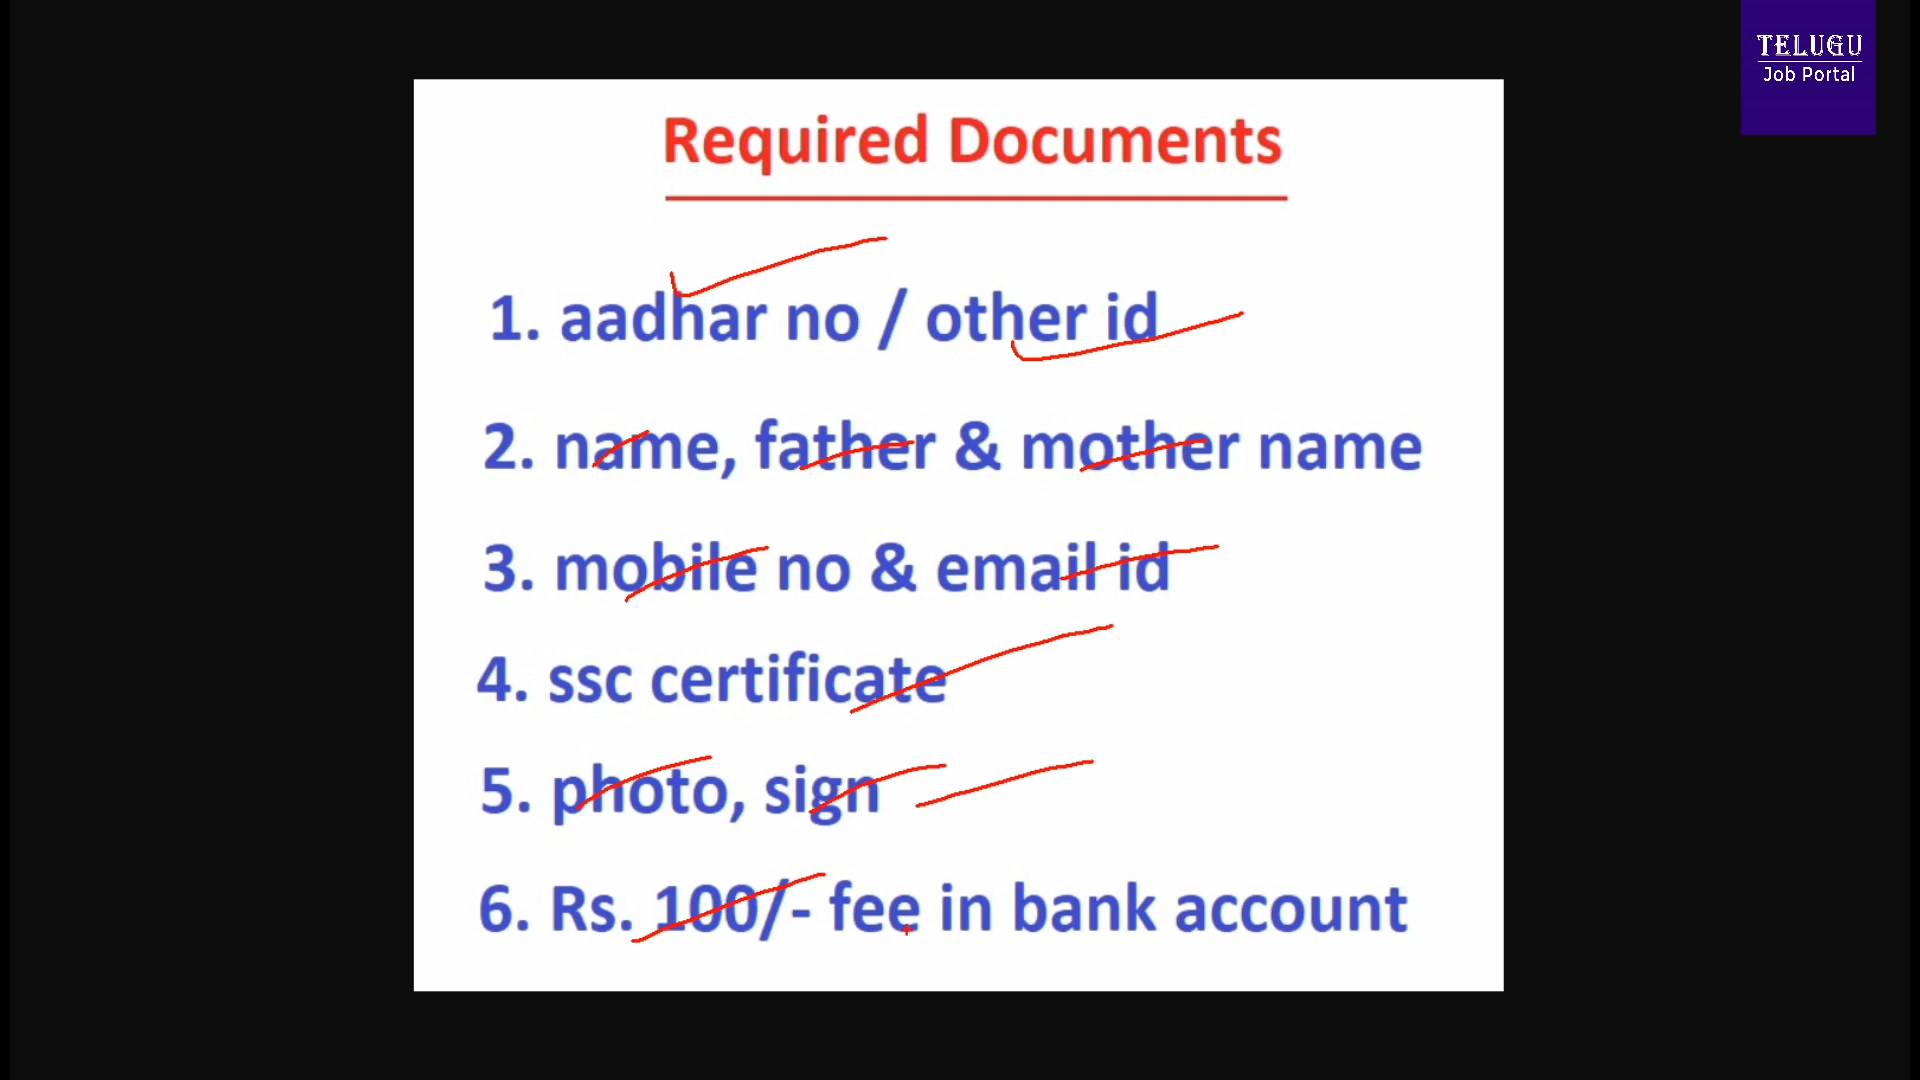 TELUGU
Job Portal
Required Documents
1. aadhar no / other id
2. name, father & mother name
3. mobile no & email id
4. ssc certificate
5. photo, sign
6. Rs. 100/- fee in bank account